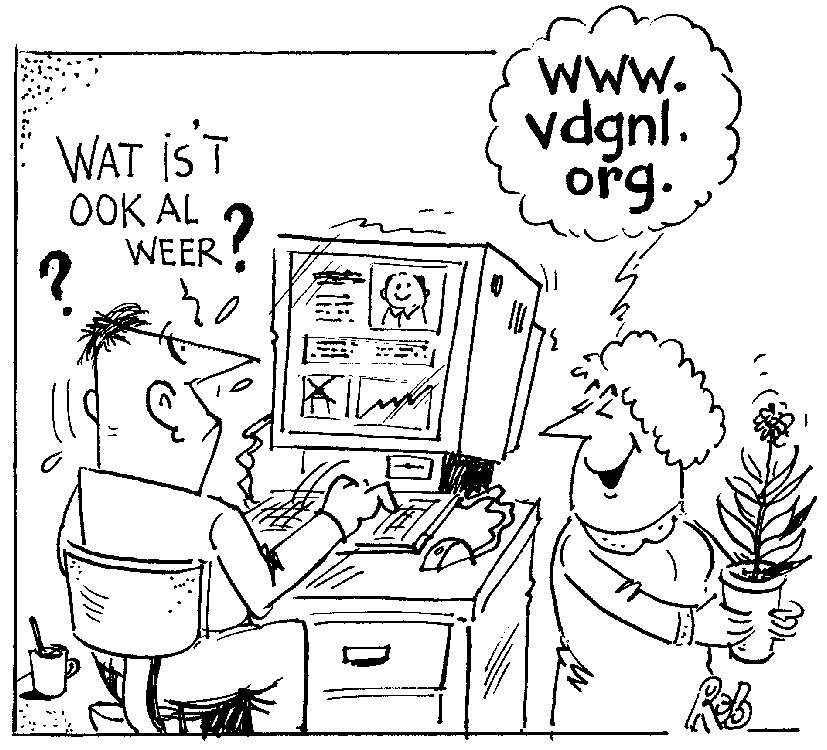 WAT is 'T
OOK AL
WEER?
?
www.
vdgnl.
org.
Rob